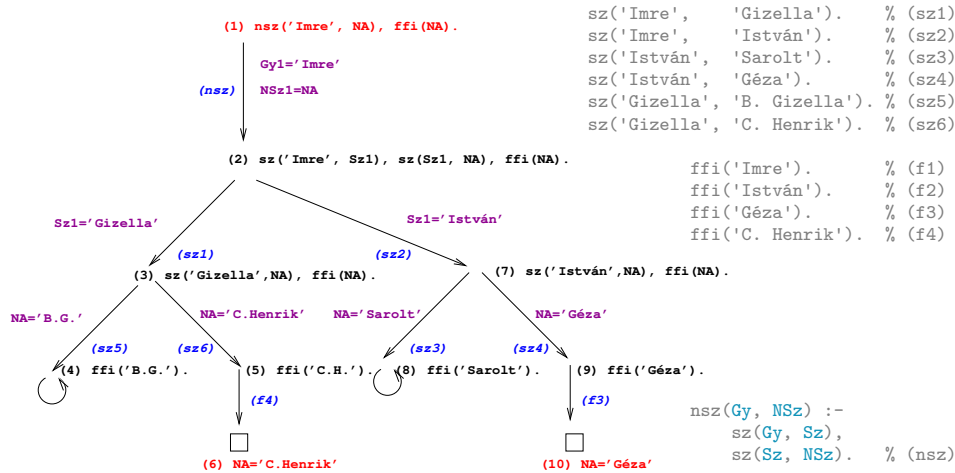 (1) nsz('Imre', NA), ffi(NA).
Gy1='Imre'
(nsz) NSz1=NA
(2) sz('Imre', Sz1), sz(Sz1, NA), ffi(NA).
Sz1='Gizella' Sz1='István'
(sz1) (sz2)
(3) sz('Gizella',NA), ffi(NA). (7) sz('István',NA), ffi(NA).
NA='B.G.' NA='C.Henrik' NA='Sarolt' NA='Géza'
(sz5) (sz6) (sz3) (sz4)
(4) ffi('B.G.'). (5) ffi('C.H.'). (8) ffi('Sarolt'). (9) ffi('Géza').
(f4) (f3)
(6) NA='C.Henrik' (10) NA='Géza'
sz('Imre', 'Gizella'). % (sz1)
sz('Imre', 'István'). % (sz2)
sz('István', 'Sarolt'). % (sz3)
sz('István', 'Géza'). % (sz4)
sz('Gizella', 'B. Gizella'). % (sz5)
sz('Gizella', 'C. Henrik'). % (sz6)
ffi('Imre'). % (f1)
ffi('István'). % (f2)
ffi('Géza'). % (f3)
ffi('C. Henrik'). % (f4)
nsz(Gy, NSz) :-
sz(Gy, Sz),
sz(Sz, NSz). % (nsz)